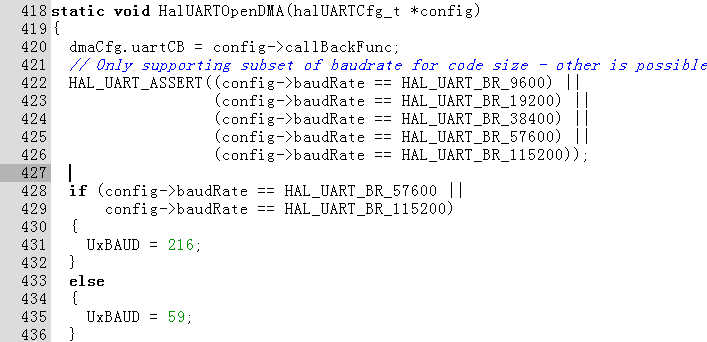 418 static void HalUARTOpenDMA(halUARTCfg_t *config)
419 {
420   dmaCfg.uartCB = config->callBackFunc;
421   // Only supporting subset of baudrate for code size - other is possible
422   HAL_UART_ASSERT((config->baudRate == HAL_UART_BR_9600) ||
423                   (config->baudRate == HAL_UART_BR_19200) ||
424                   (config->baudRate == HAL_UART_BR_38400) ||
425                   (config->baudRate == HAL_UART_BR_57600) ||
426                   (config->baudRate == HAL_UART_BR_115200));
427
428   if (config->baudRate == HAL_UART_BR_57600 ||
429       config->baudRate == HAL_UART_BR_115200)
430   {
431     UxBAUD = 216;
432   }
433   else
434   {
435     UxBAUD = 59;
436   }